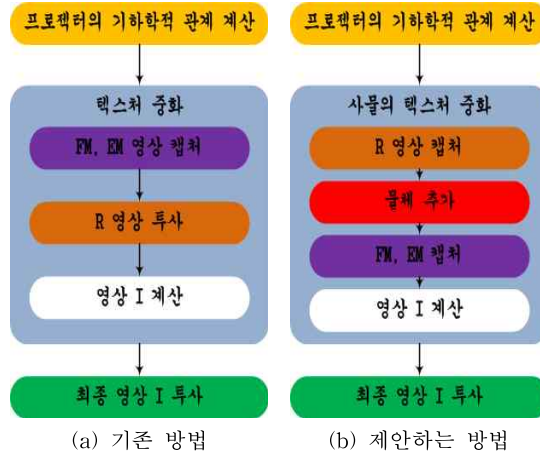 프로젝터의 기하학적 관계 계산
텍스처 중화
FM, EM 영상 캡처
R 영상 투사
영상 I 계산
최종 영상 I 투사
(a) 기존 방법
프로젝터의 기하학적 관계 계산
사물의 텍스처 중화
R 영상 캡처
물체 추가
FM, EM 캡처
영상 I 계산
최종 영상 I 투사
(b) 제안하는 방법